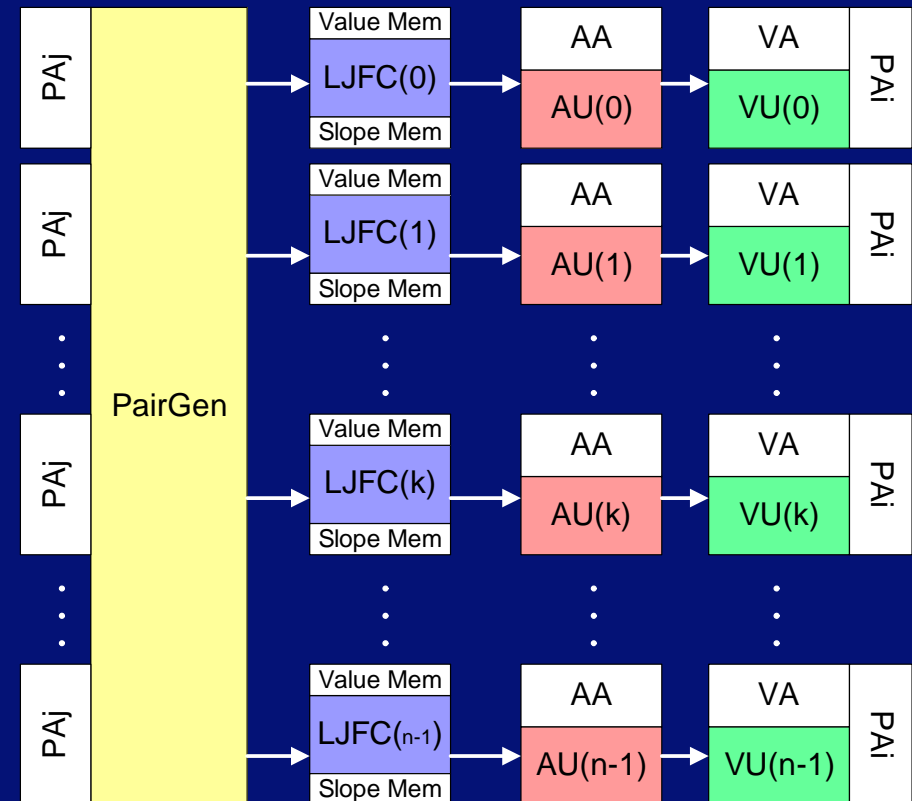 PAj
PairGen
Value Mem
LJFC(0)
Slope Mem
AA
AU(0)
VA
VU(0)
PAi
PAj
Value Mem
LJFC(1)
Slope Mem
AA
AU(1)
VA
VU(1)
PAi
PAj
Value Mem
LJFC(k)
Slope Mem
AA
AU(k)
VA
VU(k)
PAi
PAj
Value Mem
LJFC(n-1)
Slope Mem
AA
AU(n-1)
VA
VU(n-1)
PAi